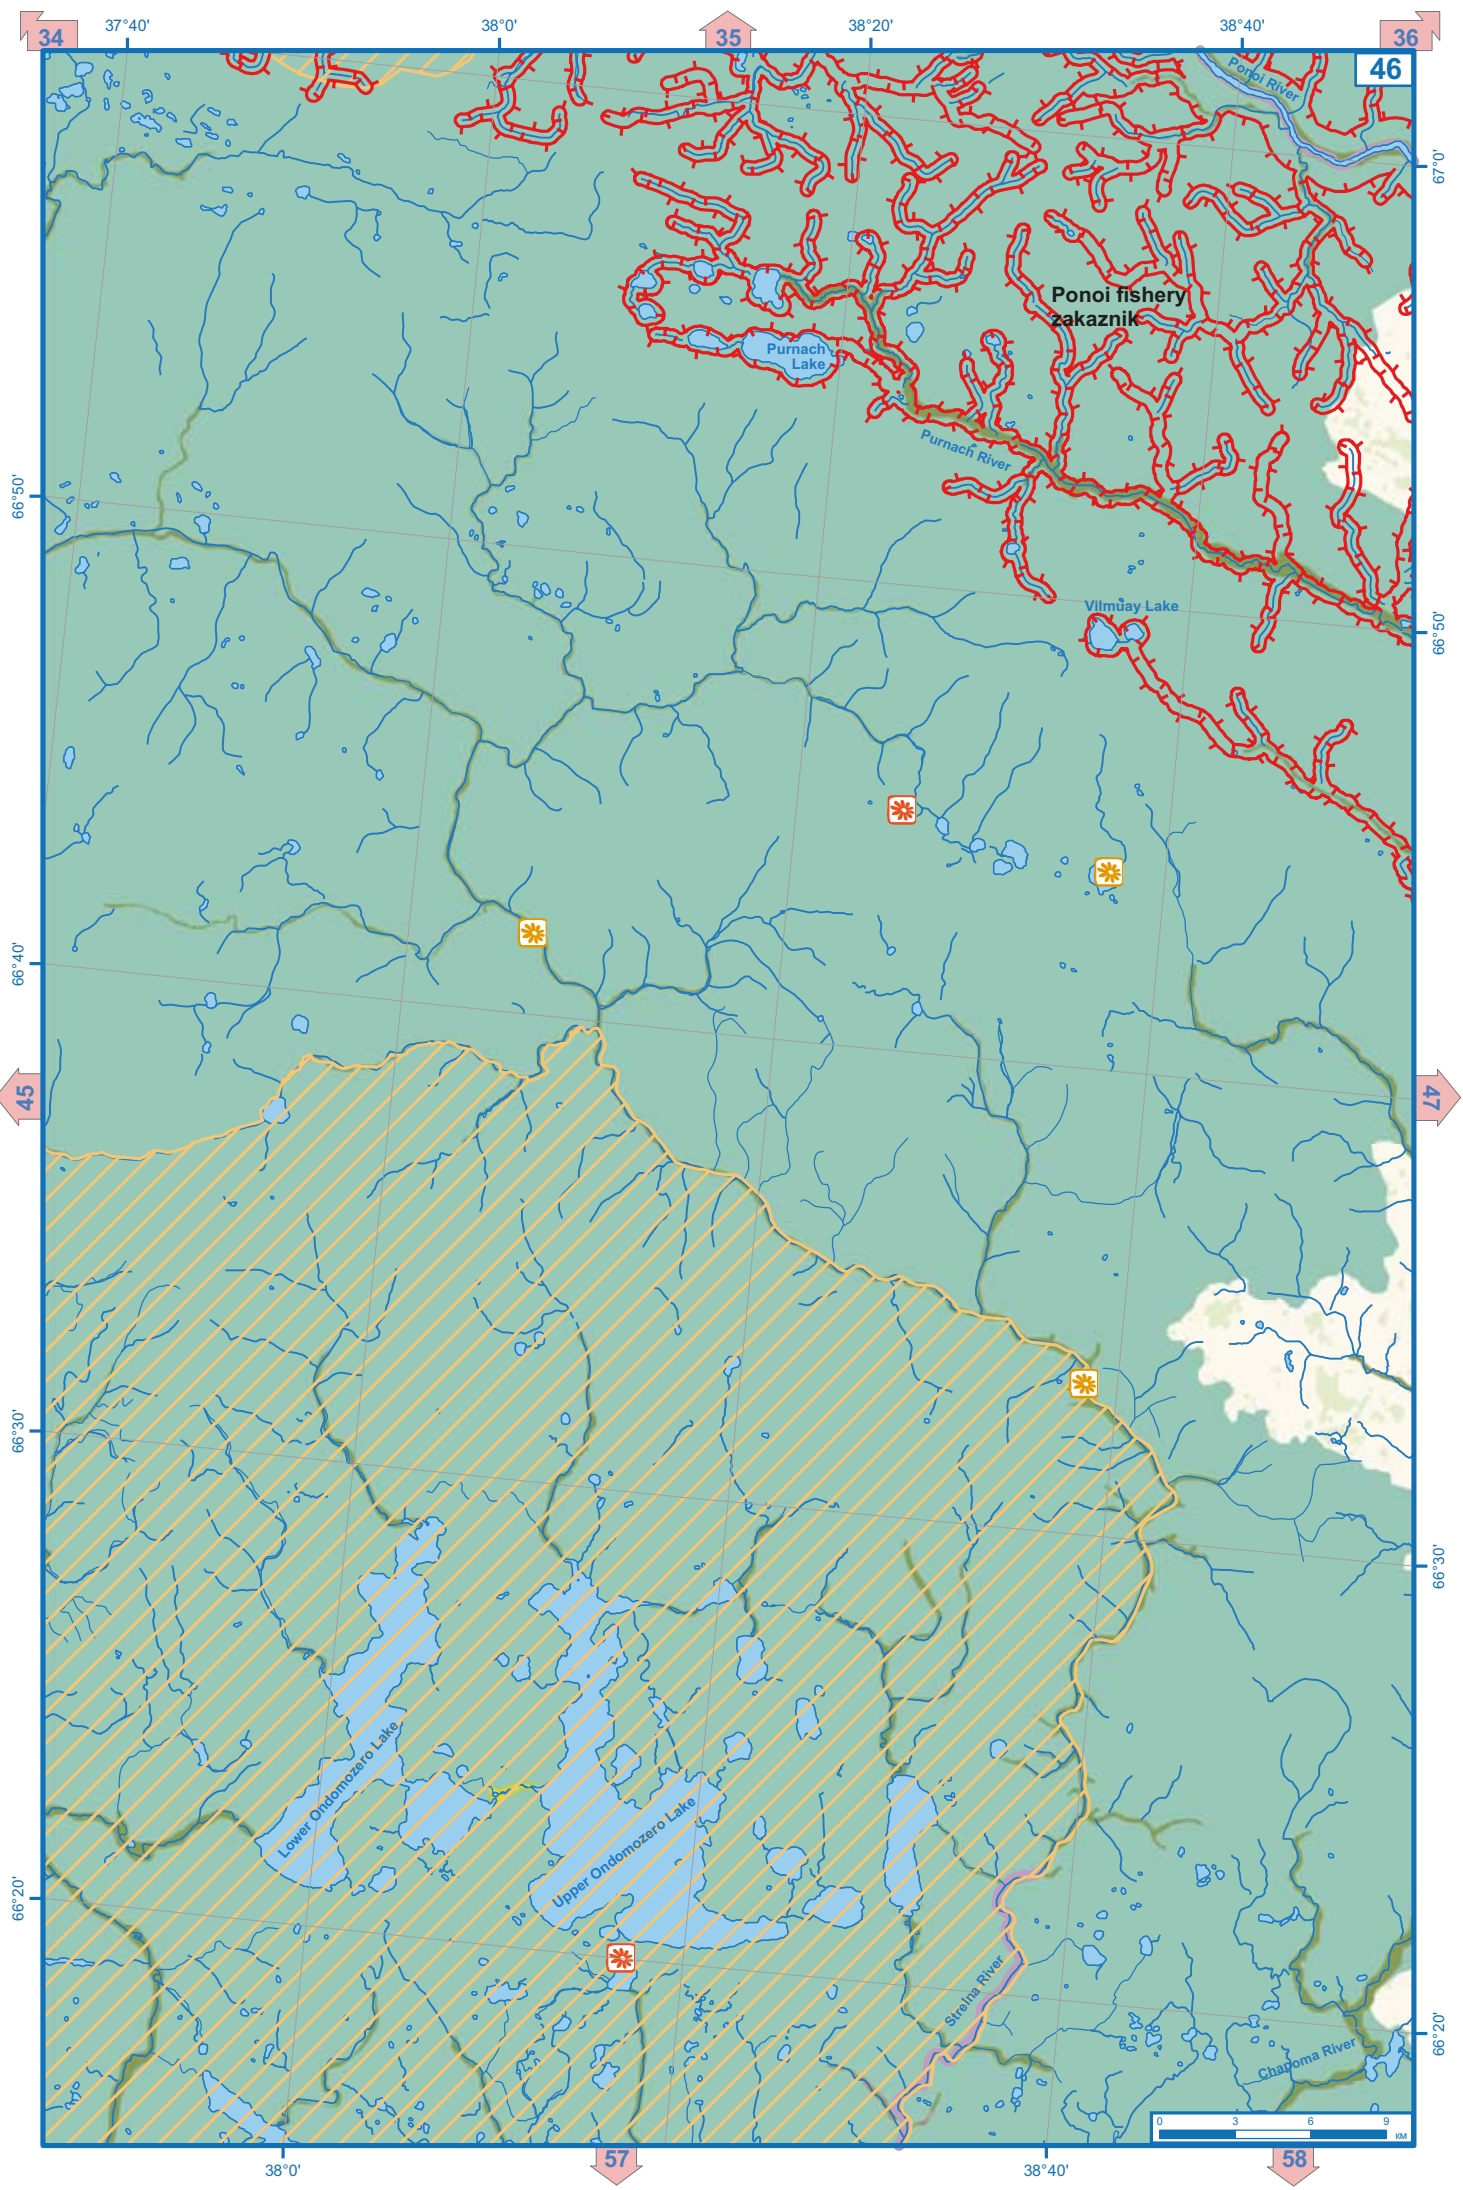 37°40'
38°0'
38°20'
38°40'
34
35
36
46
Ponoi River
67°0'
Ponoi fishery
zakaznik
Purnach
Lake
Purnach River
66°50'
Vilmuay Lake
66°50'
66°40'
45
47
66°30'
66°30'
Lower Ondomozero Lake
Upper Ondomozero Lake
66°20'
Strelna River
66°20'
Chapoma River
0 3 6 9
км
38°0'
57
38°40'
58